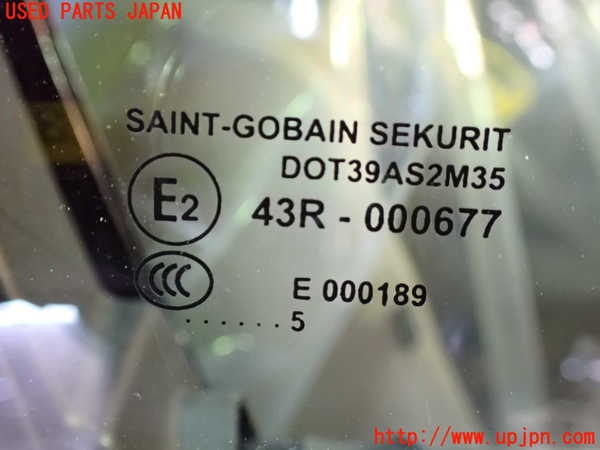 USED PARTS JAPAN
SAINT-GOBAIN SEKURIT
DOT39AS2M35
E2 43R - 000677
CCC E 000189
......5
http://www.upjpn.com/